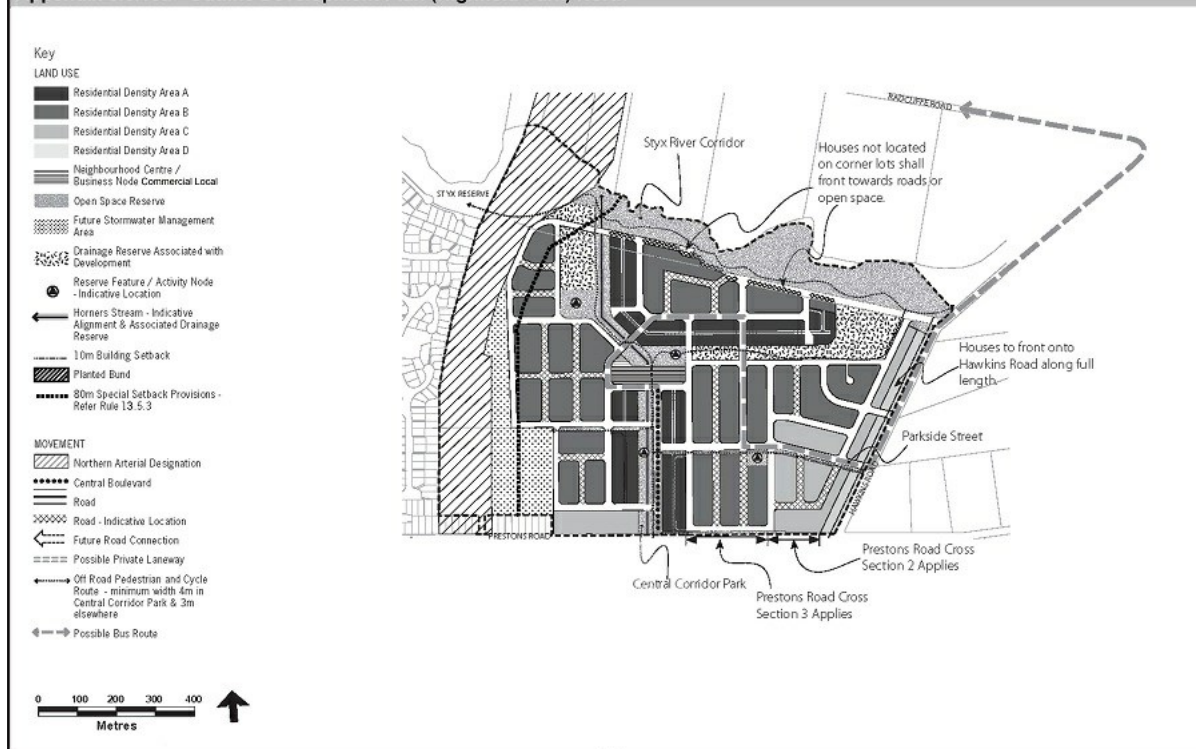 Key
LAND USE
Residential Density Area A
Residential Density Area B
Residential Density Area C
Residential Density Area D
Neighbourhood Centre /
Business Node Commercial Local
Open Space Reserve
Future Stormwater Management
Area
Drainage Reserve Associated with
Development
Reserve Feature / Activity Node
- Indicative Location
Horners Stream - Indicative
Alignment & Associated Drainage
Reserve
10m Building Setback
Planted Bund
80m Special Setback Provisions -
Refer Rule 13.5.3
MOVEMENT
Northern Arterial Designation
Central Boulevard
Road
Road - Indicative Location
Future Road Connection
Possible Private Laneway
Off Road Pedestrian and Cycle
Route - minimum width 4m in
Central Corridor Park & 3m
elsewhere
Possible Bus Route
0 100 200 300 400
Metres
RADCLIFFE ROAD
Styx River Corridor
Houses not located
on corner lots shall
front towards roads or
open space.
STYX RESERVE
Houses to front onto
Hawkins Road along full
length.
Parkside Street
HAWKINS ROAD
PRESTONS ROAD
Prestons Road Cross
Section 2 Applies
Central Corridor Park
Prestons Road Cross
Section 3 Applies